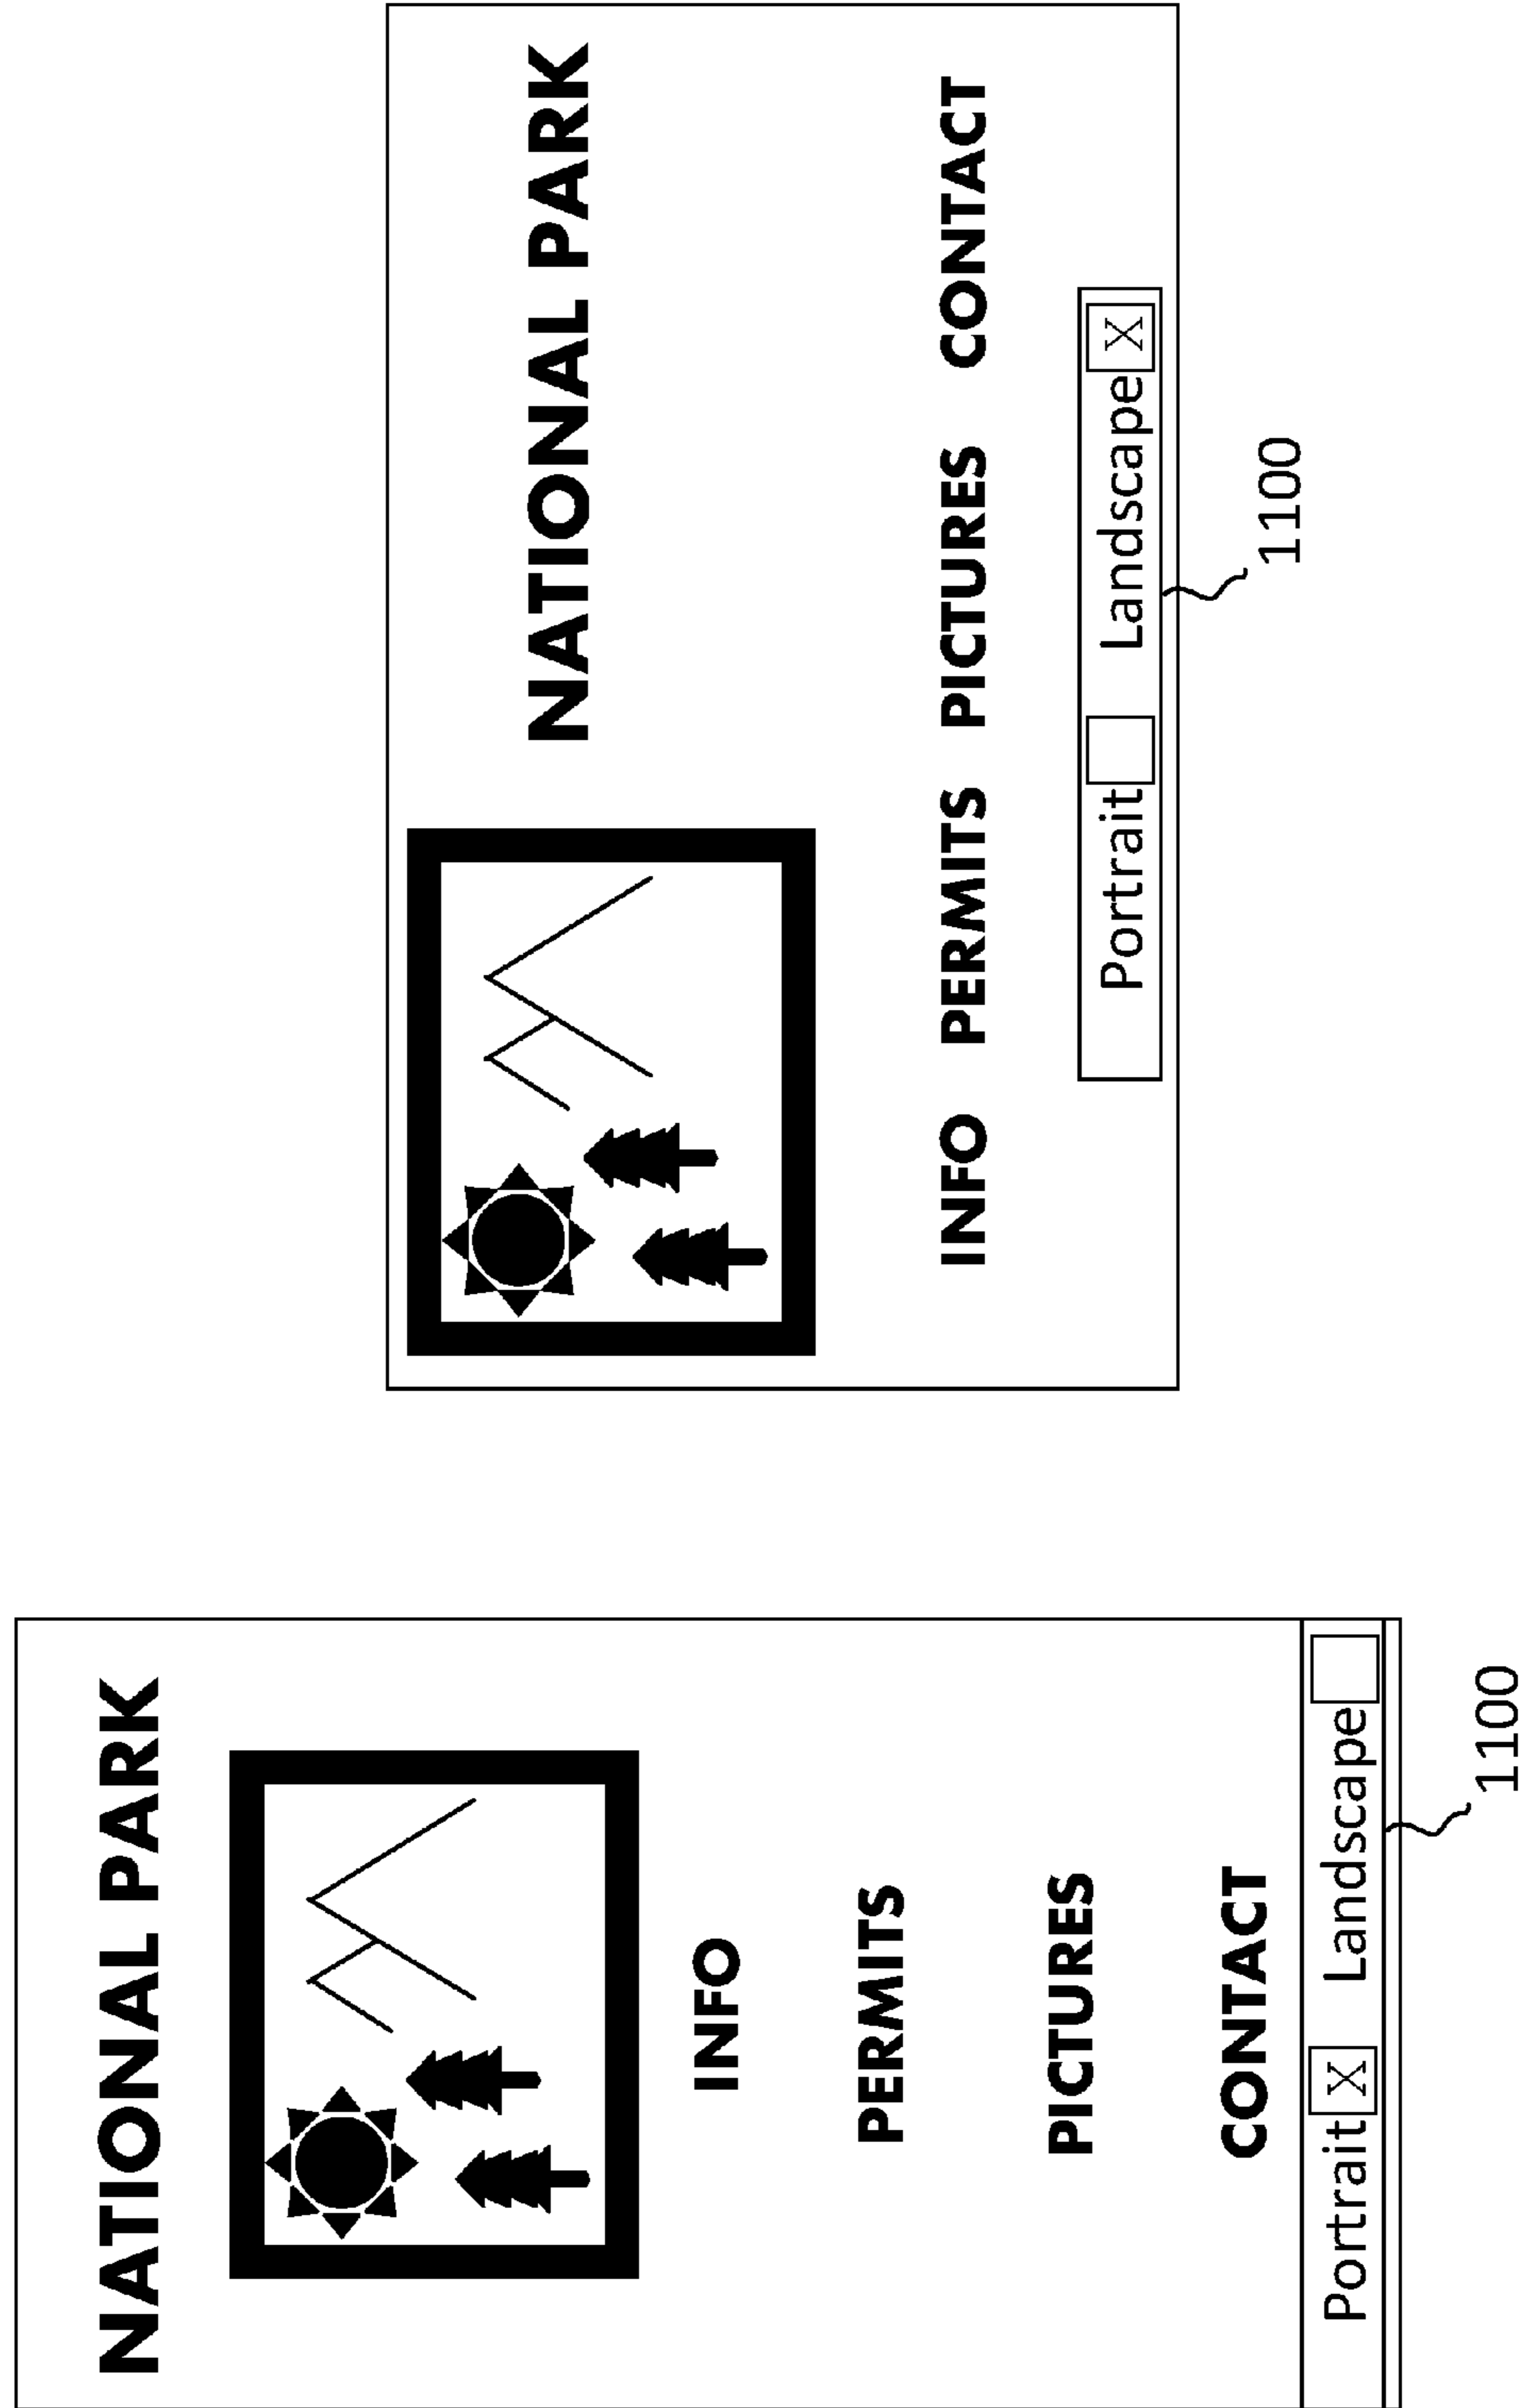 NATIONAL PARK
INFO
PERMITS
PICTURES
CONTACT
Portrait X Landscape
1100
NATIONAL PARK
INFO PERMITS PICTURES CONTACT
Portrait Landscape X
1100